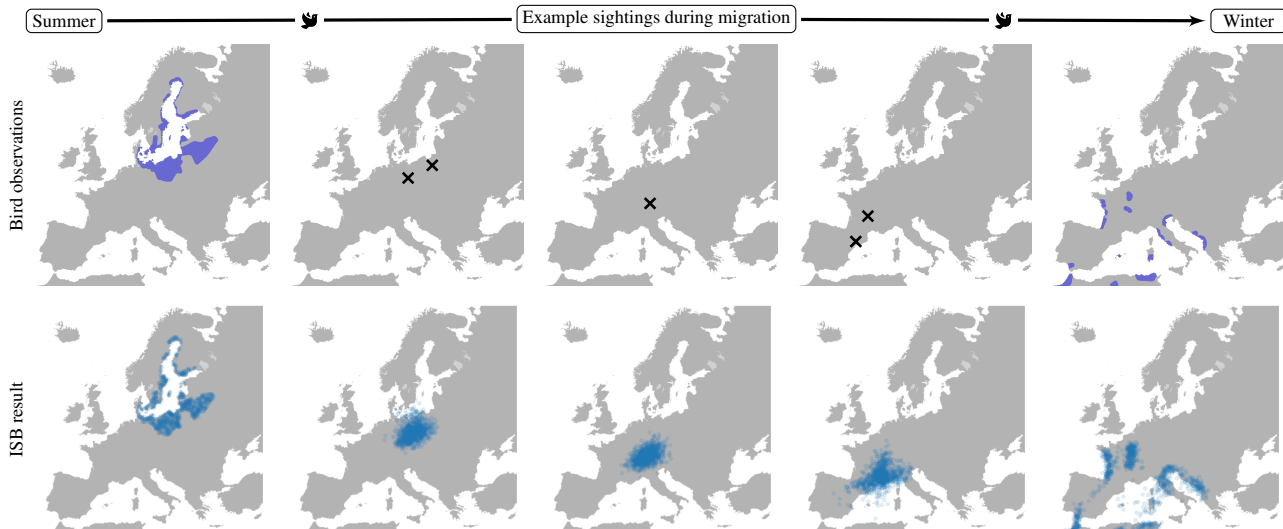 Summer
Example sightings during migration
Winter
Bird observations
ISB result